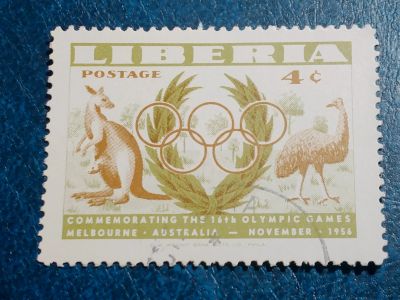 LIBERIA
POSTAGE 4¢
COMMEMORATING THE 16th OLYMPIC GAMES
MELBOURNE · AUSTRALIA — NOVEMBER · 1956